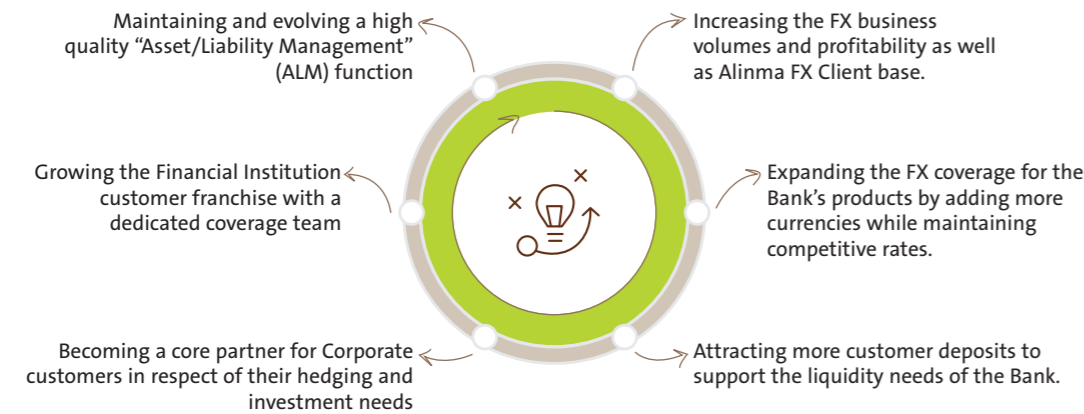 Maintaining and evolving a high
quality “Asset/Liability Management”
(ALM) function
Increasing the FX business
volumes and profitability as well
as Alinma FX Client base.
Growing the Financial Institution
customer franchise with a
dedicated coverage team
Expanding the FX coverage for the
Bank’s products by adding more
currencies while maintaining
competitive rates.
Becoming a core partner for Corporate
customers in respect of their hedging and
investment needs
Attracting more customer deposits to
support the liquidity needs of the Bank.